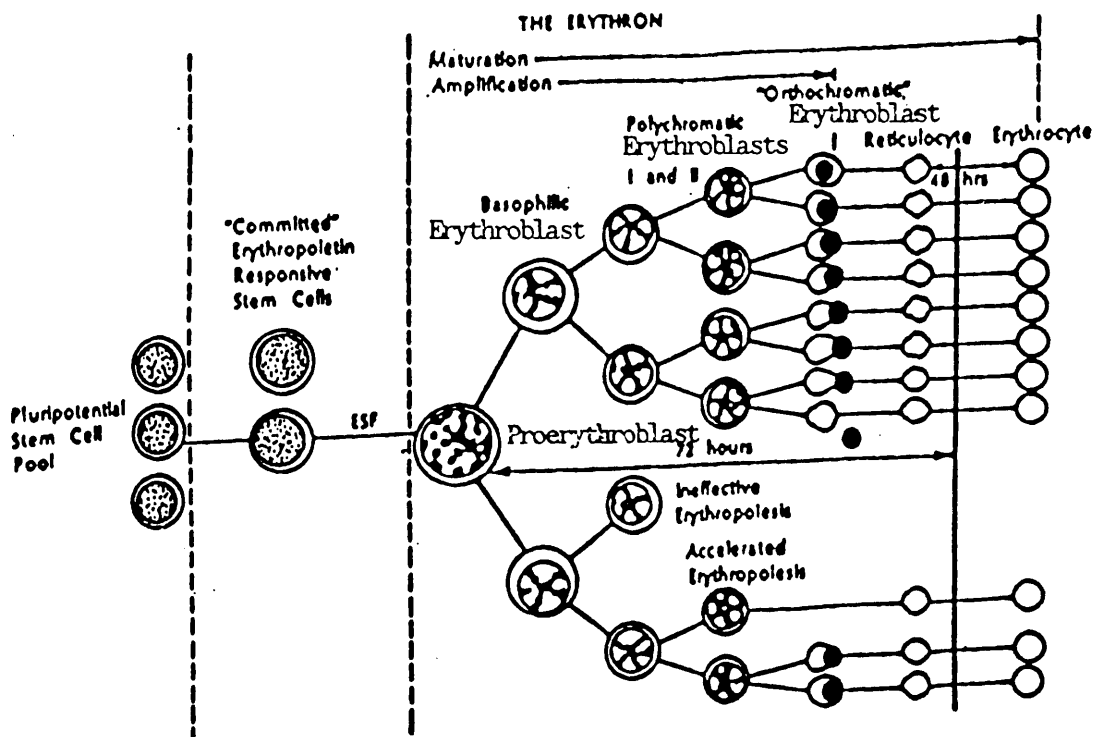 THE ERYTHRON
Maturation
Amplification
"Orthochromatic"
Erythroblast
Polychromatic
Erythroblasts
I and II
Reticulocyte
Erythrocyte
48 hrs
Basophilic
Erythroblast
"Committed"
Erythropoietin
Responsive
Stem Cells
Pluripotential
Stem Cell
Pool
ESF
Proerythroblast
72 hours
Ineffective
Erythropoiesis
Accelerated
Erythropoiesis